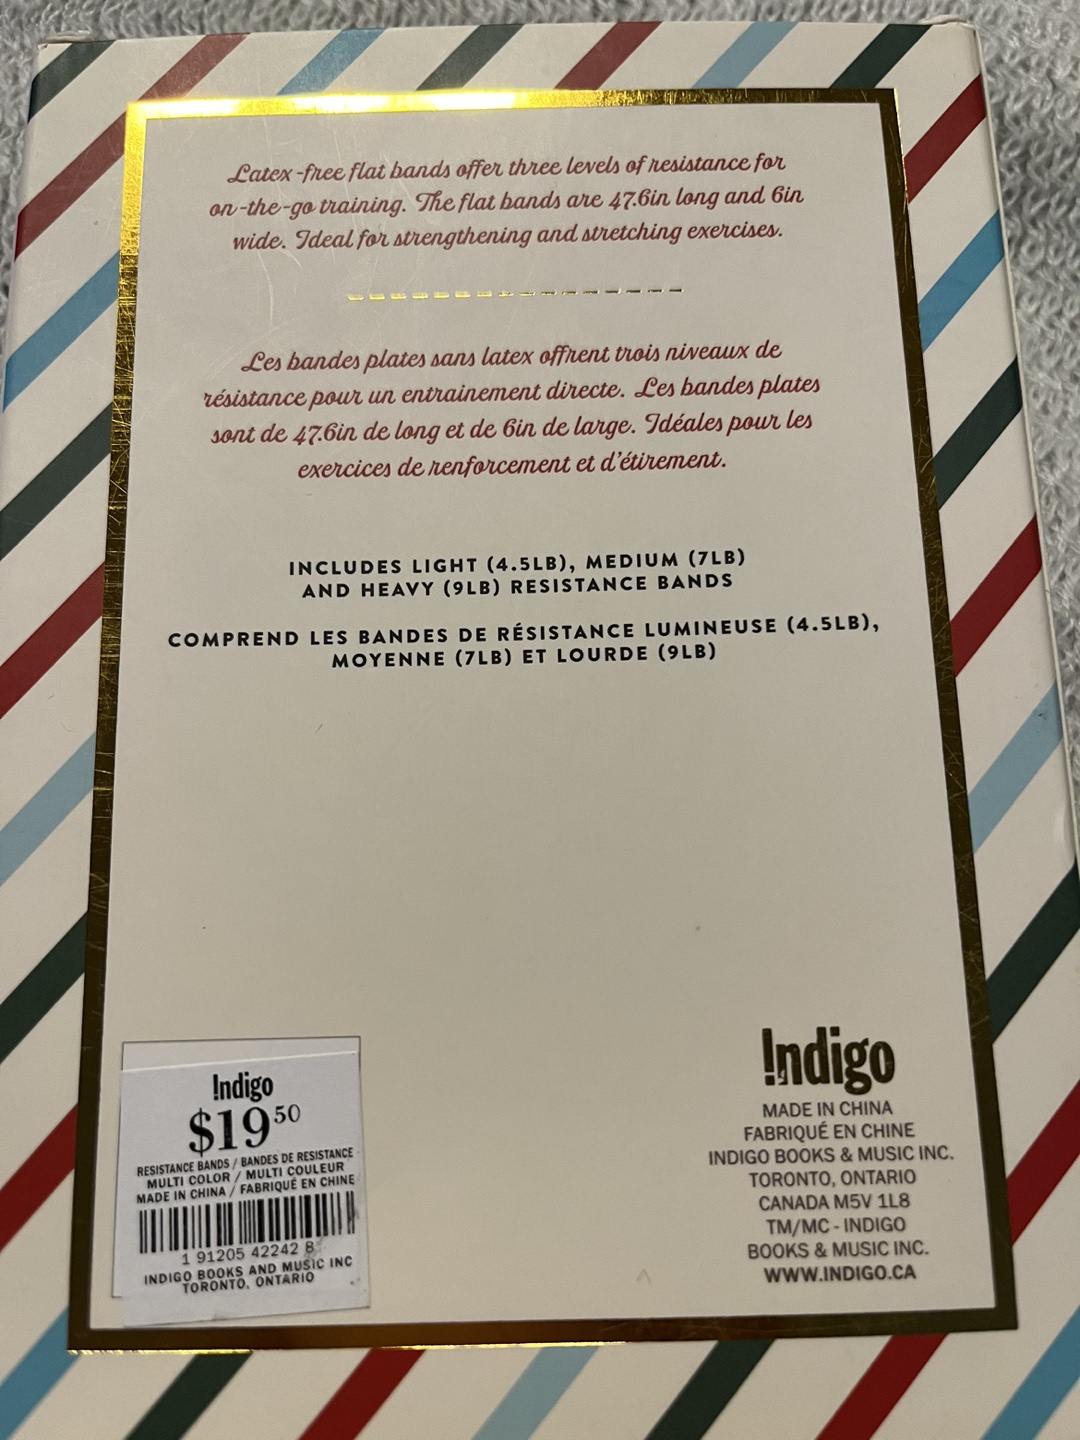 Latex-free flat bands offer three levels of resistance for
on-the-go training. The flat bands are 47.6in long and 6in
wide. Ideal for strengthening and stretching exercises.
Les bandes plates sans latex offrent trois niveaux de
résistance pour un entrainement directe. Les bandes plates
sont de 47.6in de long et de 6in de large. Idéales pour les
exercices de renforcement et d'étirement.
INCLUDES LIGHT (4.5LB), MEDIUM (7LB)
AND HEAVY (9LB) RESISTANCE BANDS
COMPREND LES BANDES DE RÉSISTANCE LUMINEUSE (4.5LB),
MOYENNE (7LB) ET LOURDE (9LB)
!ndigo
$19 50
RESISTANCE BANDS / BANDES DE RESISTANCE
MULTI COLOR / MULTI COULEUR
MADE IN CHINA / FABRIQUÉ EN CHINE
1 91205 42242 8
INDIGO BOOKS AND MUSIC INC
TORONTO, ONTARIO
!ndigo
MADE IN CHINA
FABRIQUÉ EN CHINE
INDIGO BOOKS & MUSIC INC.
TORONTO, ONTARIO
CANADA M5V 1L8
TM/MC - INDIGO
BOOKS & MUSIC INC.
WWW.INDIGO.CA